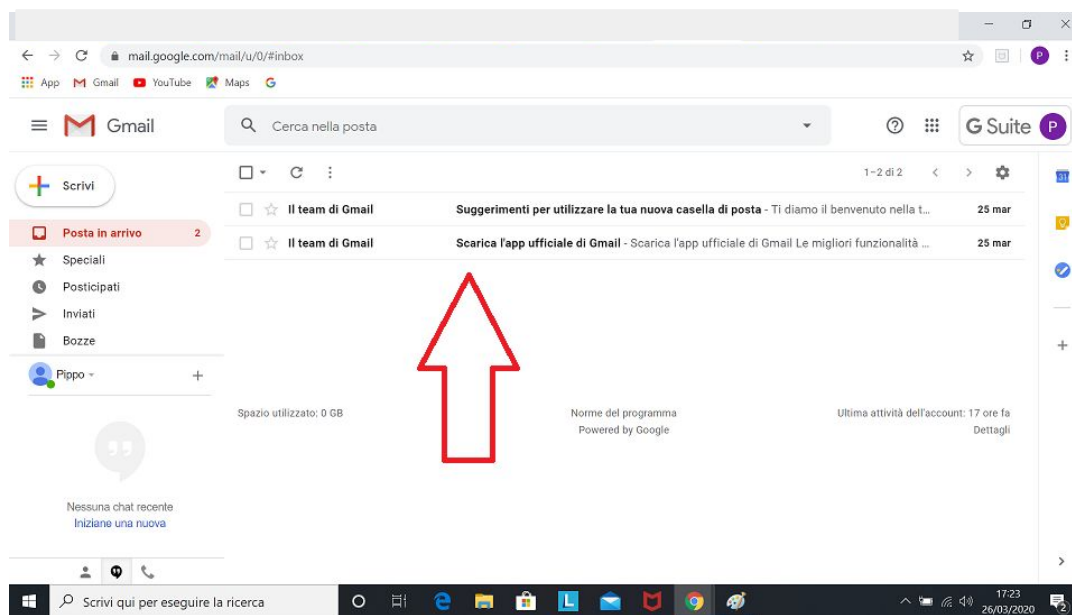 mail.google.com/mail/u/0/#inbox
P
App Gmail YouTube Maps
Gmail
Cerca nella posta
G Suite P
Scrivi
1–2 di 2
31
Il team di Gmail Suggerimenti per utilizzare la tua nuova casella di posta - Ti diamo il benvenuto nella t... 25 mar
Posta in arrivo 2
Il team di Gmail Scarica l'app ufficiale di Gmail - Scarica l'app ufficiale di Gmail Le migliori funzionalità ... 25 mar
Speciali
Posticipati
Inviati
Bozze
Pippo
Spazio utilizzato: 0 GB
Norme del programma
Powered by Google
Ultima attività dell'account: 17 ore fa
Dettagli
Nessuna chat recente
Iniziane una nuova
Scrivi qui per eseguire la ricerca
L
17:23
26/03/2020
2